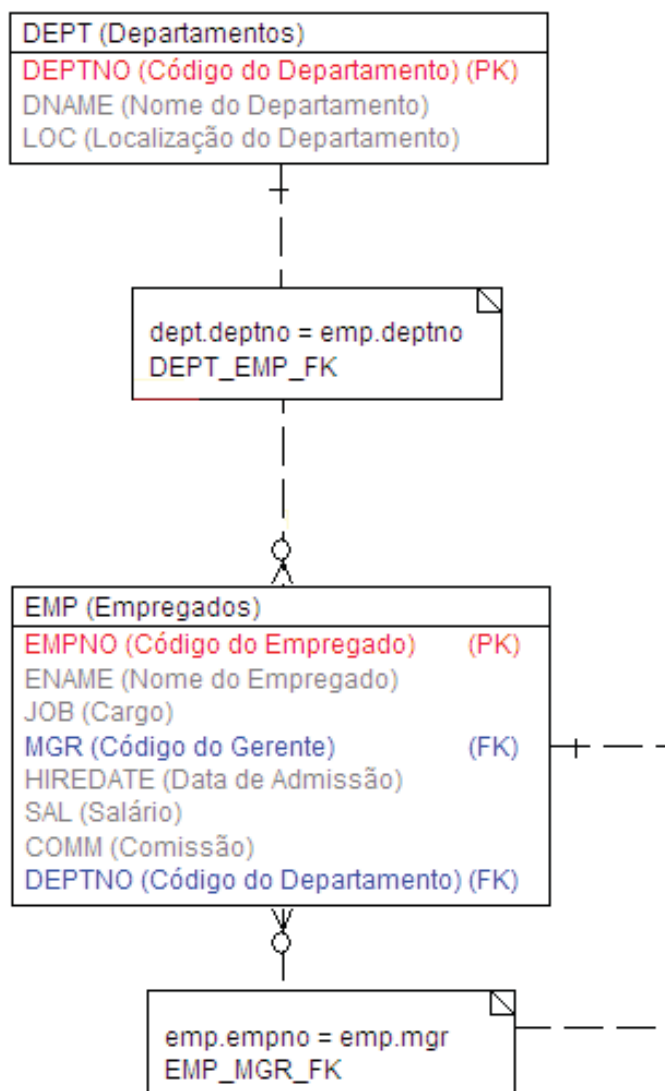 DEPT (Departamentos)
DEPTNO (Código do Departamento) (PK)
DNAME (Nome do Departamento)
LOC (Localização do Departamento)
dept.deptno = emp.deptno
DEPT_EMP_FK
EMP (Empregados)
EMPNO (Código do Empregado) (PK)
ENAME (Nome do Empregado)
JOB (Cargo)
MGR (Código do Gerente) (FK)
HIREDATE (Data de Admissão)
SAL (Salário)
COMM (Comissão)
DEPTNO (Código do Departamento) (FK)
emp.empno = emp.mgr
EMP_MGR_FK